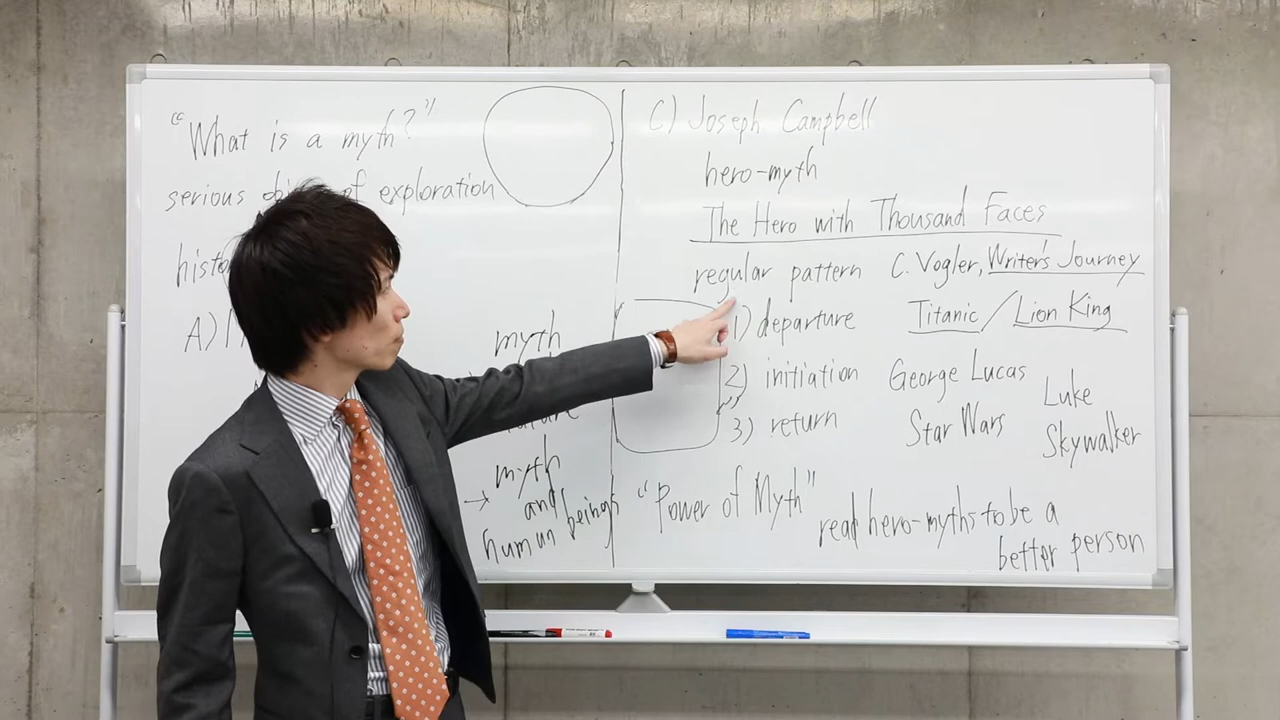 "What is a myth?"
serious of exploration
A)
myth
myth
→ and
human beings
C) Joseph Campbell
hero-myth
The Hero with Thousand Faces
regular pattern C. Vogler, Writer's Journey
1) departure Titanic / Lion King
2) initiation George Lucas Luke
3) return Star Wars Skywalker
"Power of Myth" read hero-myths to be a
better person